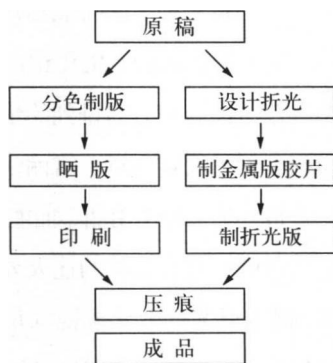 原稿
分色制版 设计折光
晒版 制金属版胶片
印刷 制折光版
压痕
成品